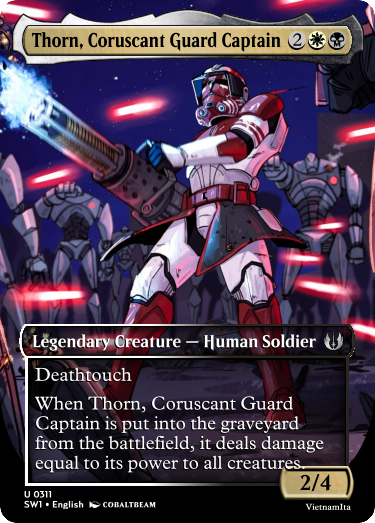 Thorn, Coruscant Guard Captain 2
Legendary Creature — Human Soldier
Deathtouch
When Thorn, Coruscant Guard
Captain is put into the graveyard
from the battlefield, it deals damage
equal to its power to all creatures.
2/4
U 0311
SW1 • English COBALTBEAM
VietnamIta